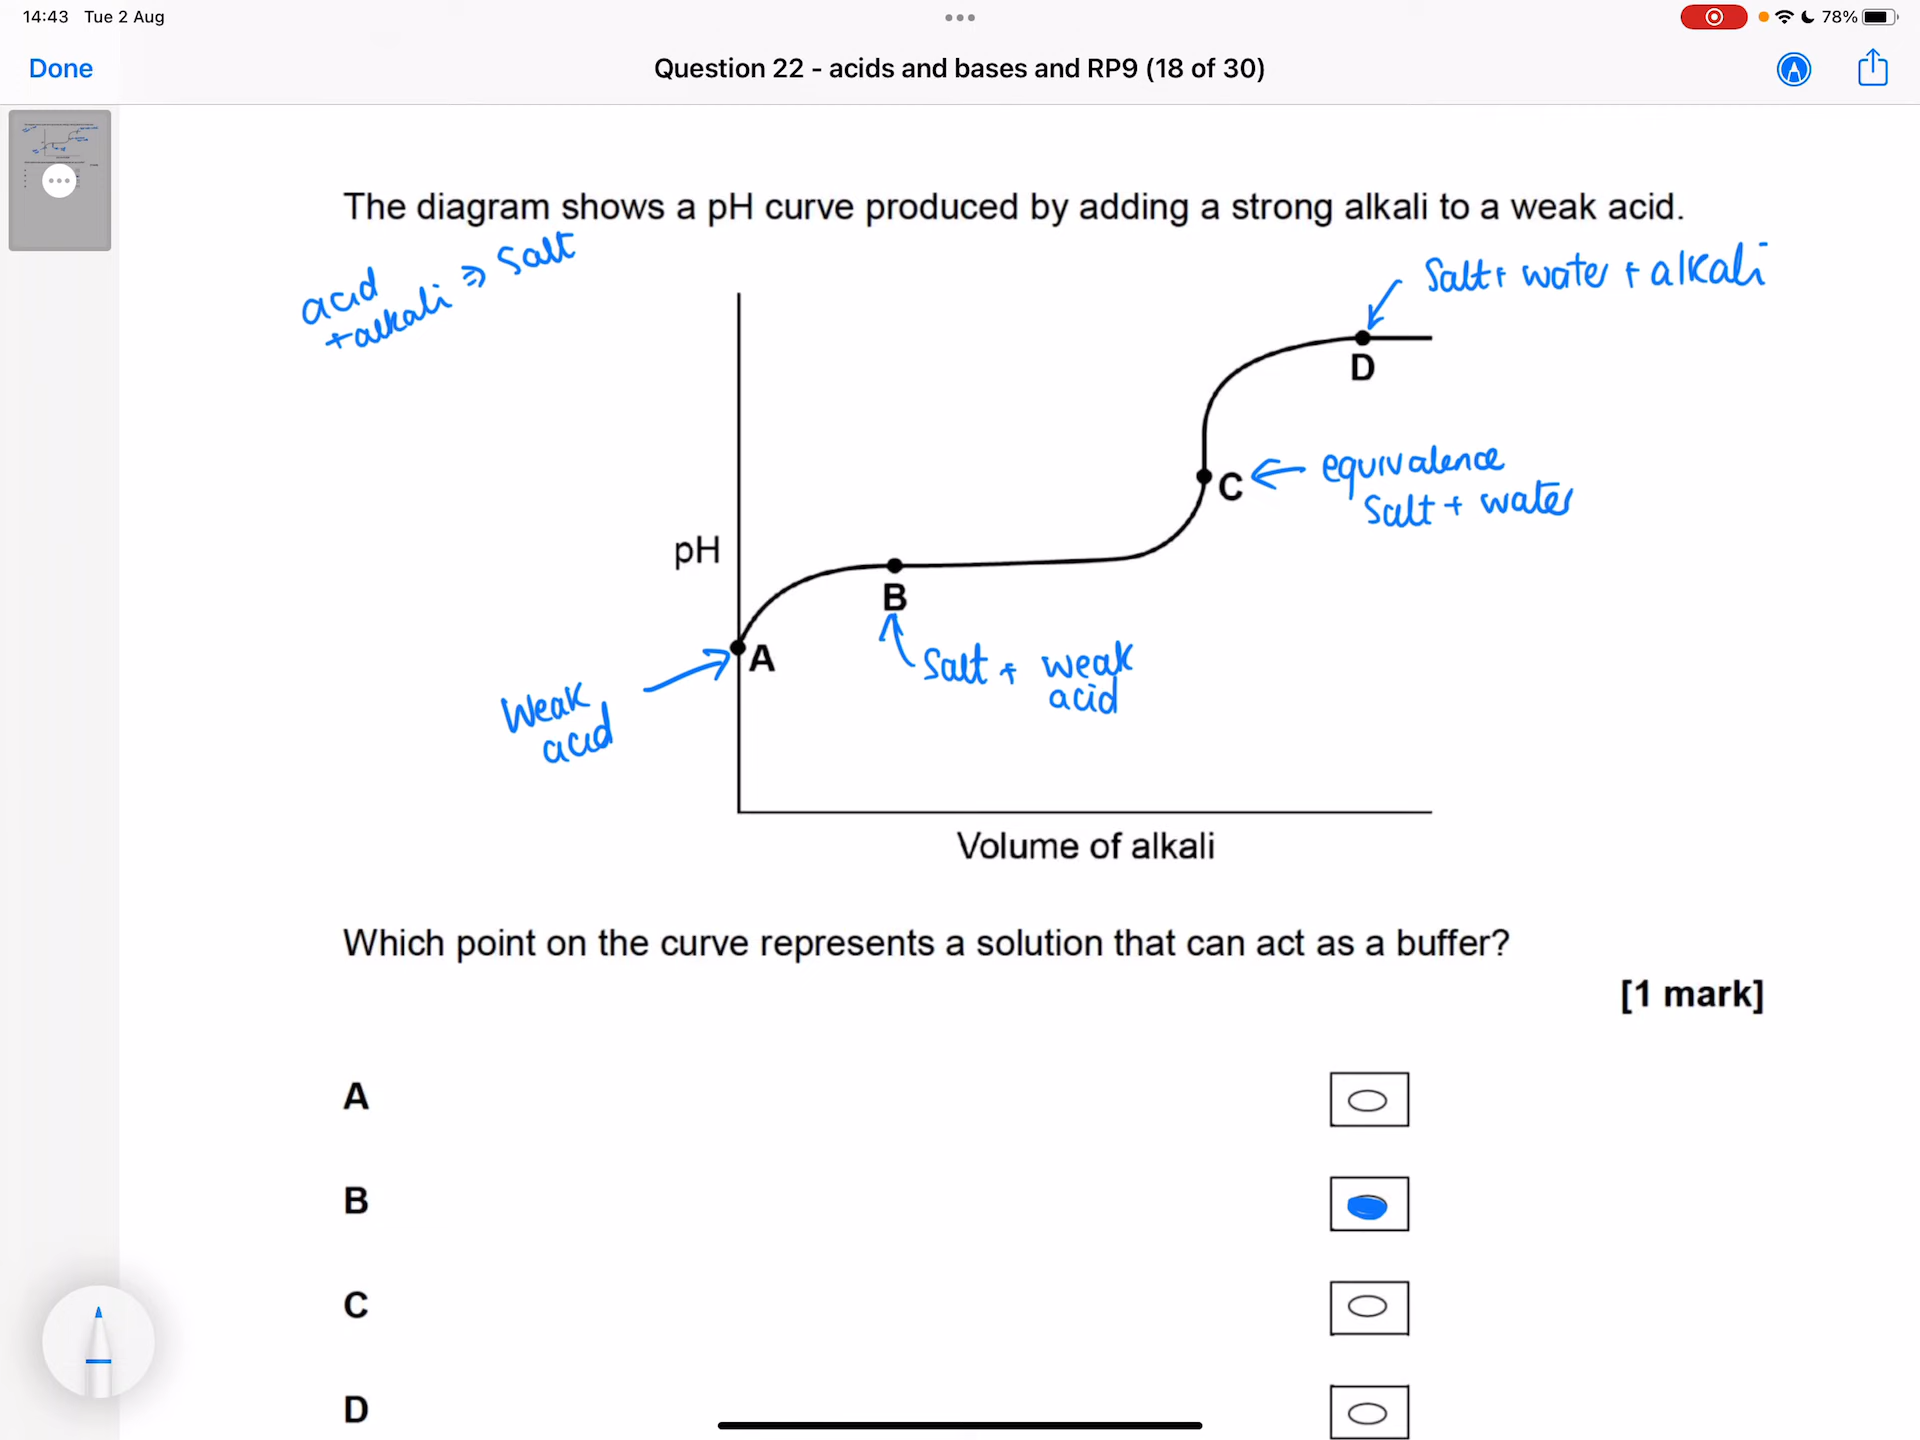 14:43 Tue 2 Aug
78%
Done
Question 22 - acids and bases and RP9 (18 of 30)
The diagram shows a pH curve produced by adding a strong alkali to a weak acid.
acid
+alkali ⇒ Salt
Salt + water + alkali
D
equivalence
C
Salt + water
pH
B
A
Salt + weak
acid
Weak
acid
Volume of alkali
Which point on the curve represents a solution that can act as a buffer?
[1 mark]
A
B
C
D